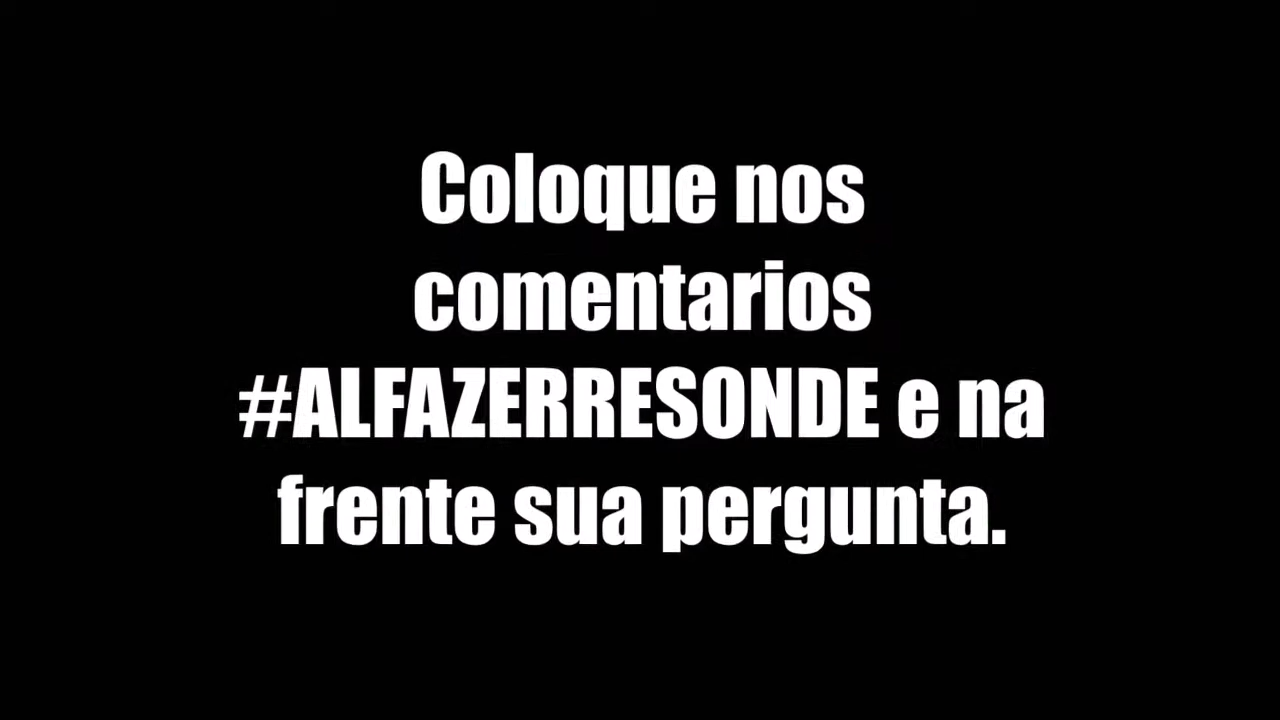 Coloque nos
comentarios
#ALFAZERRESONDE e na
frente sua pergunta.